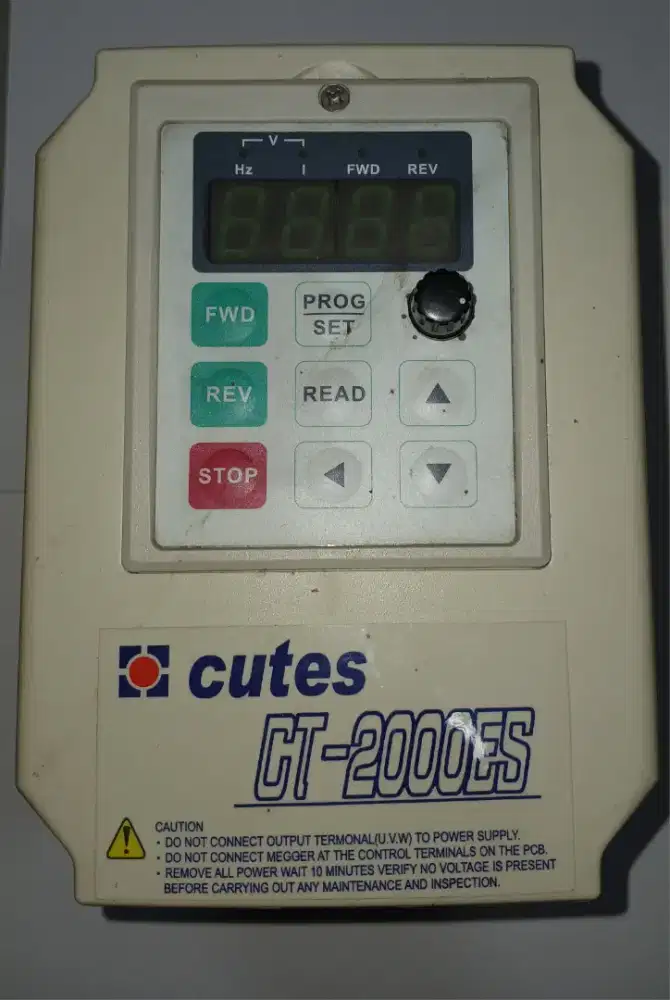 V
Hz I FWD REV
FWD PROG SET
REV READ
STOP
cutes
CT-2000ES
CAUTION
· DO NOT CONNECT OUTPUT TERMONAL(U.V.W) TO POWER SUPPLY.
· DO NOT CONNECT MEGGER AT THE CONTROL TERMINALS ON THE PCB.
· REMOVE ALL POWER WAIT 10 MINUTES VERIFY NO VOLTAGE IS PRESENT
BEFORE CARRYING OUT ANY MAINTENANCE AND INSPECTION.